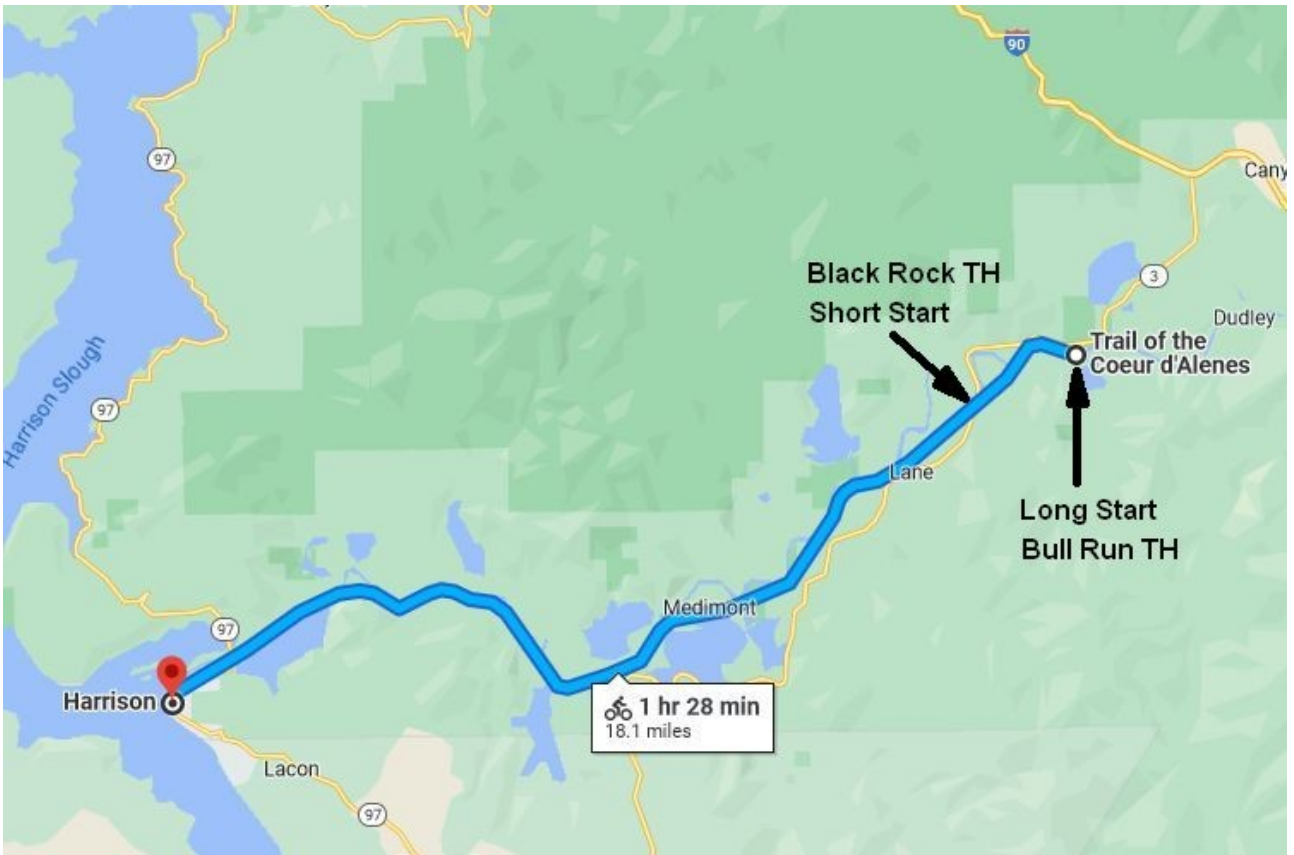 90
97
Cany
Black Rock TH
Short Start
3
Dudley
Trail of the
Coeur d'Alenes
Harrison Slough
97
Lane
Long Start
Bull Run TH
Medimont
97
Harrison
1 hr 28 min
18.1 miles
Lacon
97